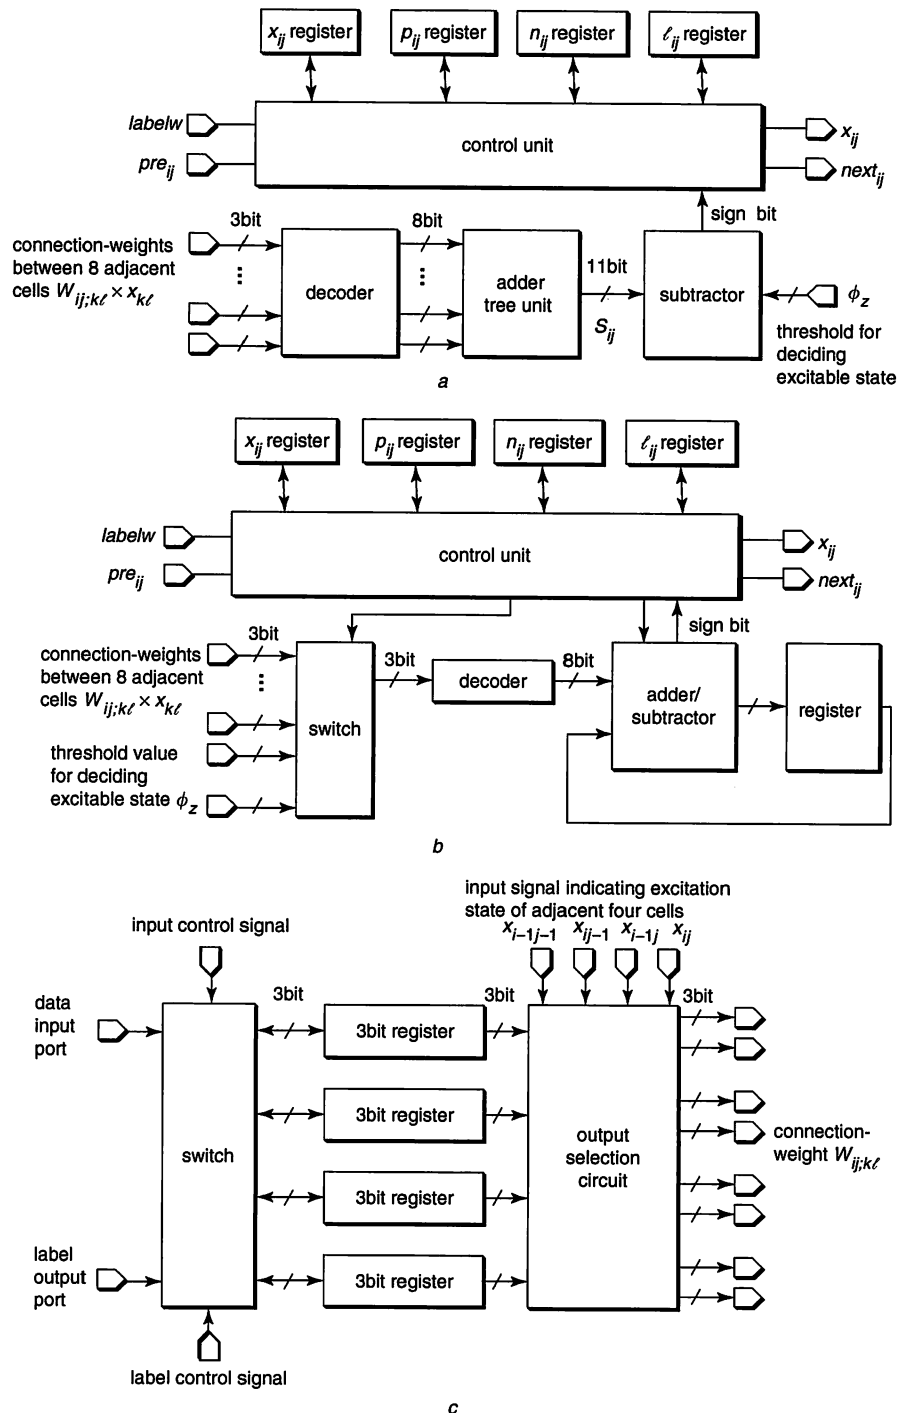 x_ij register p_ij register n_ij register ℓ_ij register
labelw
control unit
x_ij
pre_ij
next_ij
sign bit
3bit 8bit
connection-weights
between 8 adjacent
cells W_ij;kℓ × x_kℓ
...
...
decoder
adder
tree unit
11bit
S_ij
subtractor
ϕ_z
threshold for
deciding
excitable state
a
x_ij register p_ij register n_ij register ℓ_ij register
labelw
control unit
x_ij
pre_ij
next_ij
sign bit
3bit
connection-weights
between 8 adjacent
cells W_ij;kℓ × x_kℓ
...
threshold value
for deciding
excitable state ϕ_z
switch
3bit
decoder
8bit
adder/
subtractor
register
b
input signal indicating excitation
state of adjacent four cells
x_i–1j–1 x_ij–1 x_i–1j x_ij
input control signal
data
input
port
3bit 3bit 3bit
3bit register
3bit register
3bit register
3bit register
switch
output
selection
circuit
connection-
weight W_ij;kℓ
label
output
port
label control signal
c